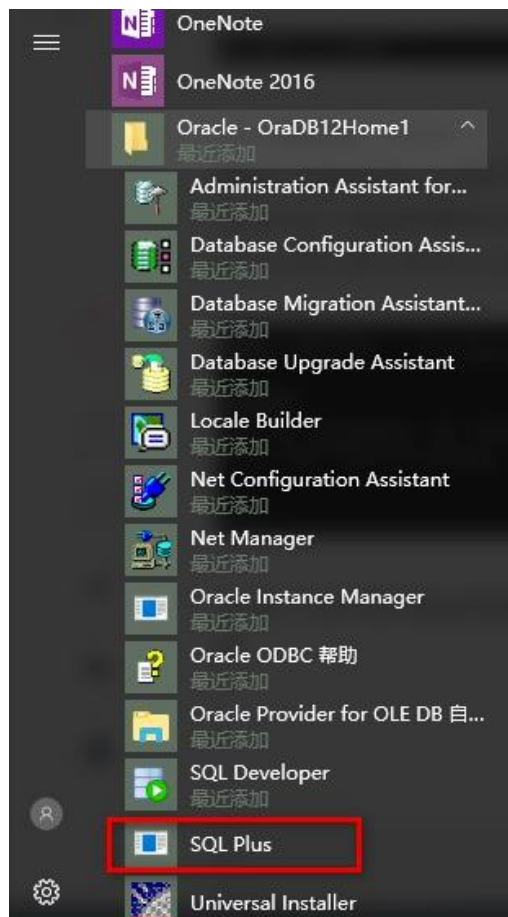 OneNote
OneNote 2016
Oracle - OraDB12Home1
最近添加
Administration Assistant for...
最近添加
Database Configuration Assis...
最近添加
Database Migration Assistant...
最近添加
Database Upgrade Assistant
最近添加
Locale Builder
最近添加
Net Configuration Assistant
最近添加
Net Manager
最近添加
Oracle Instance Manager
最近添加
Oracle ODBC 帮助
最近添加
Oracle Provider for OLE DB 自...
最近添加
SQL Developer
最近添加
SQL Plus
Universal Installer